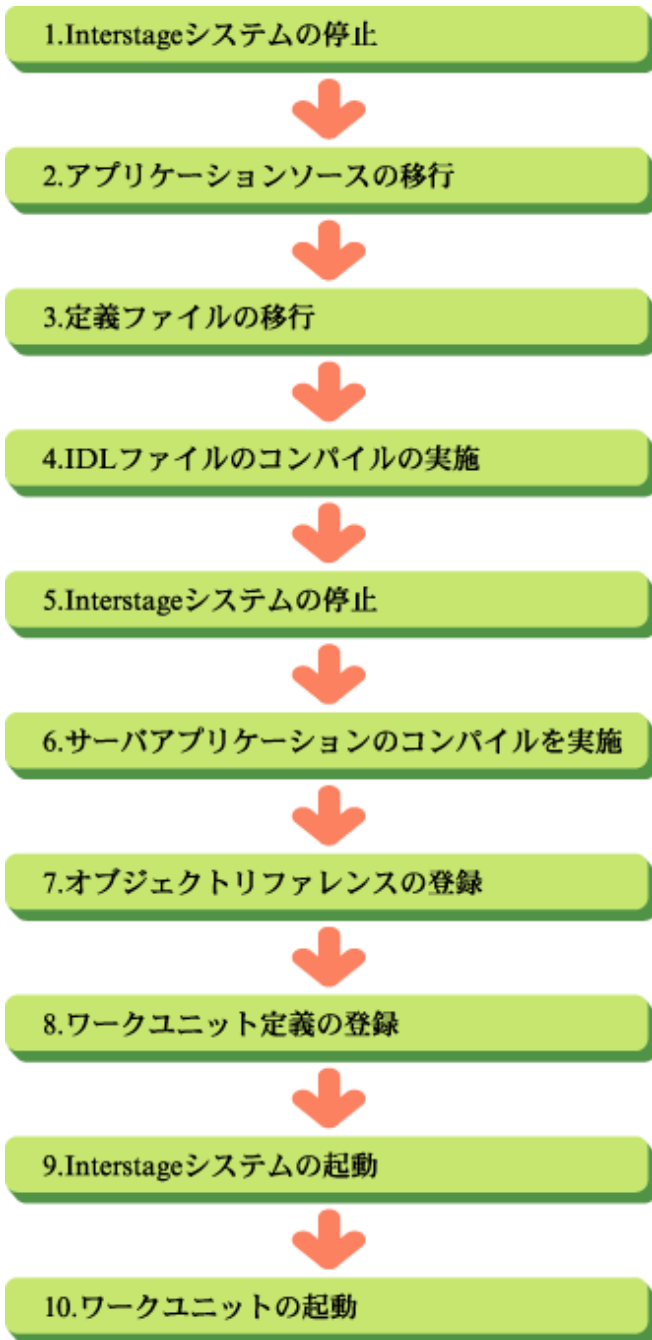 1.Interstageシステムの停止
2.アプリケーションソースの移行
3.定義ファイルの移行
4.IDLファイルのコンパイルの実施
5.Interstageシステムの停止
6.サーバアプリケーションのコンパイルを実施
7.オブジェクトリファレンスの登録
8.ワークユニット定義の登録
9.Interstageシステムの起動
10.ワークユニットの起動